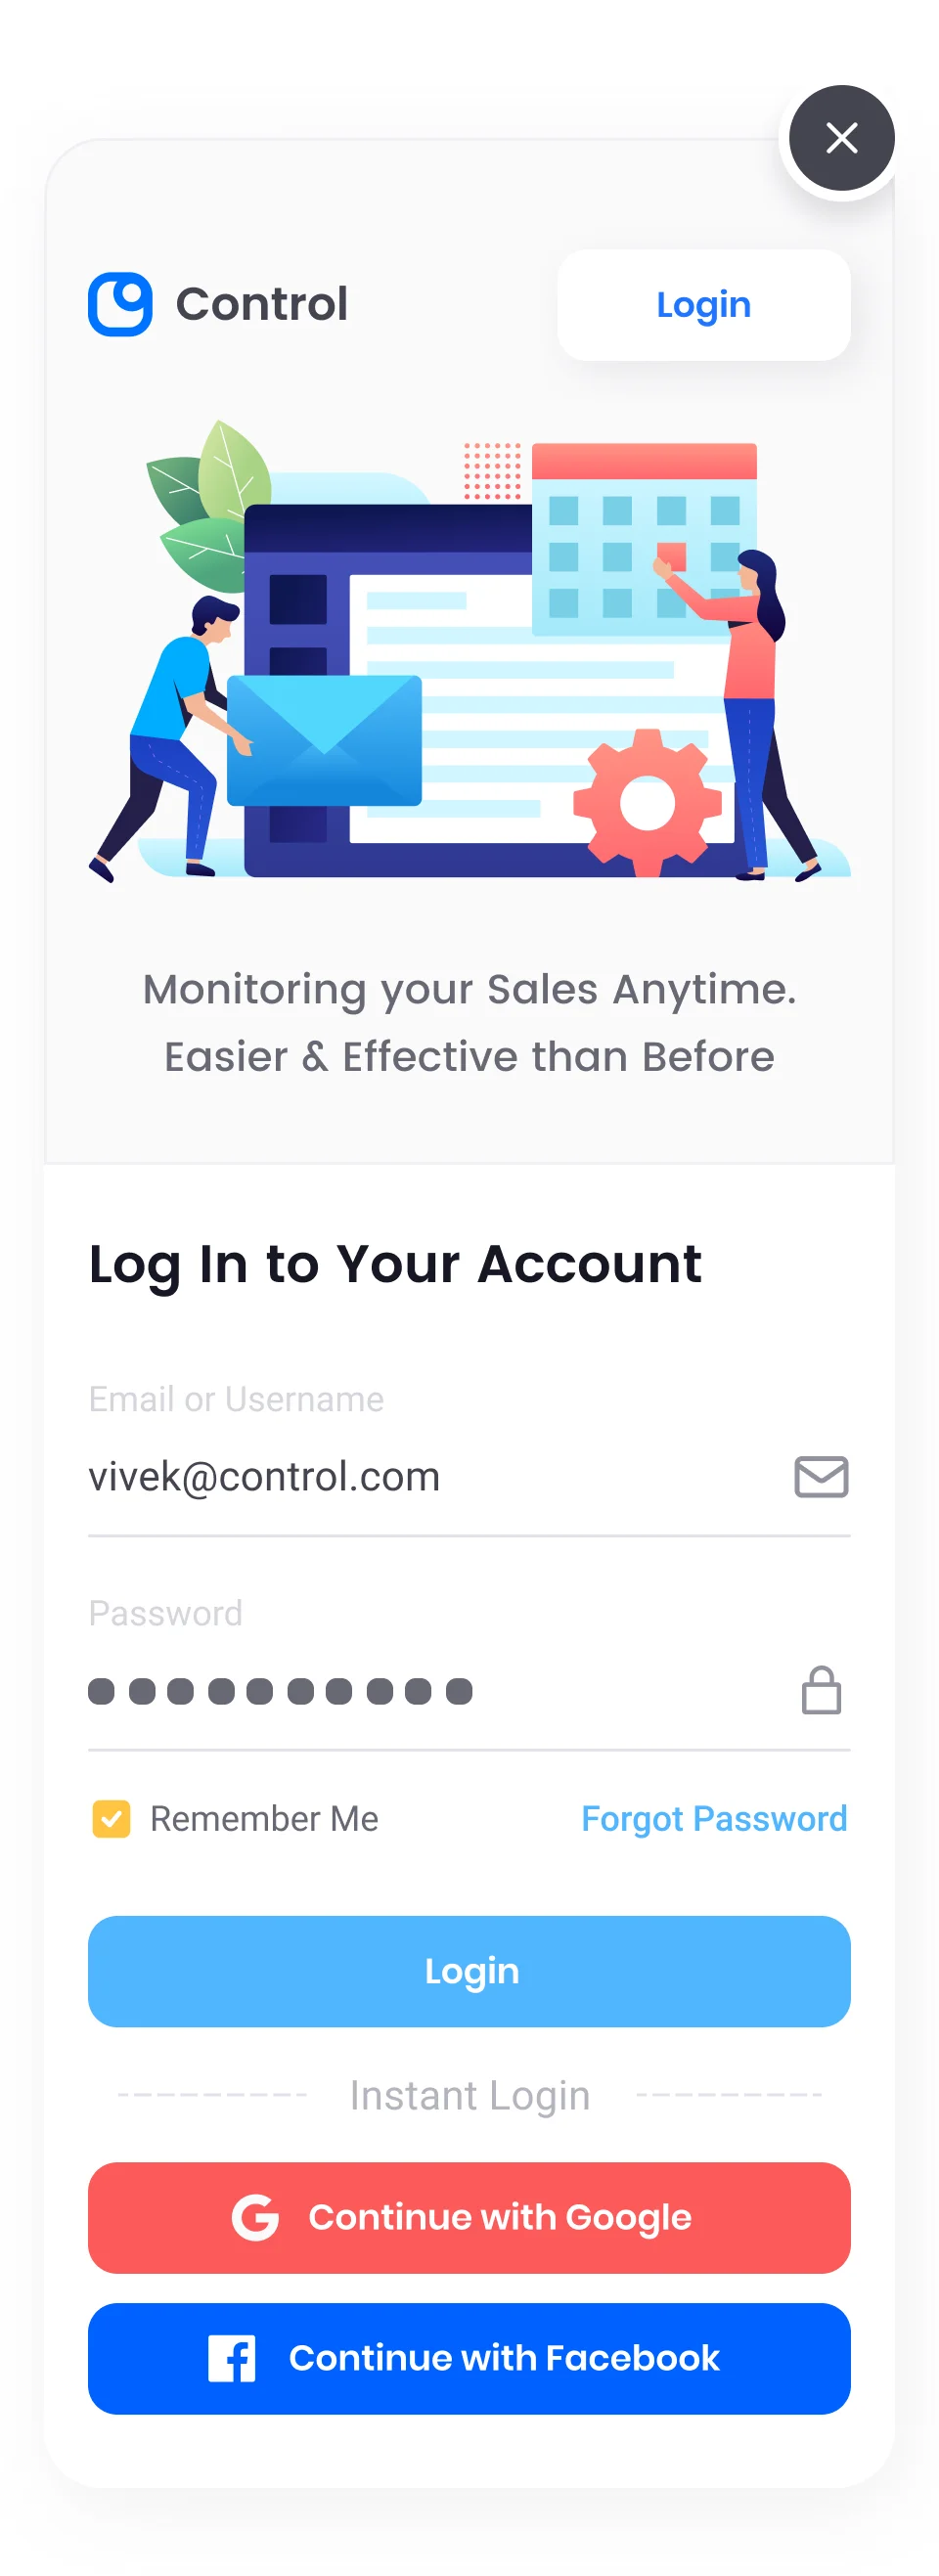 Control
Login
Monitoring your Sales Anytime.
Easier & Effective than Before
Log In to Your Account
Email or Username
vivek@control.com
Password
Remember Me
Forgot Password
Login
Instant Login
Continue with Google
Continue with Facebook